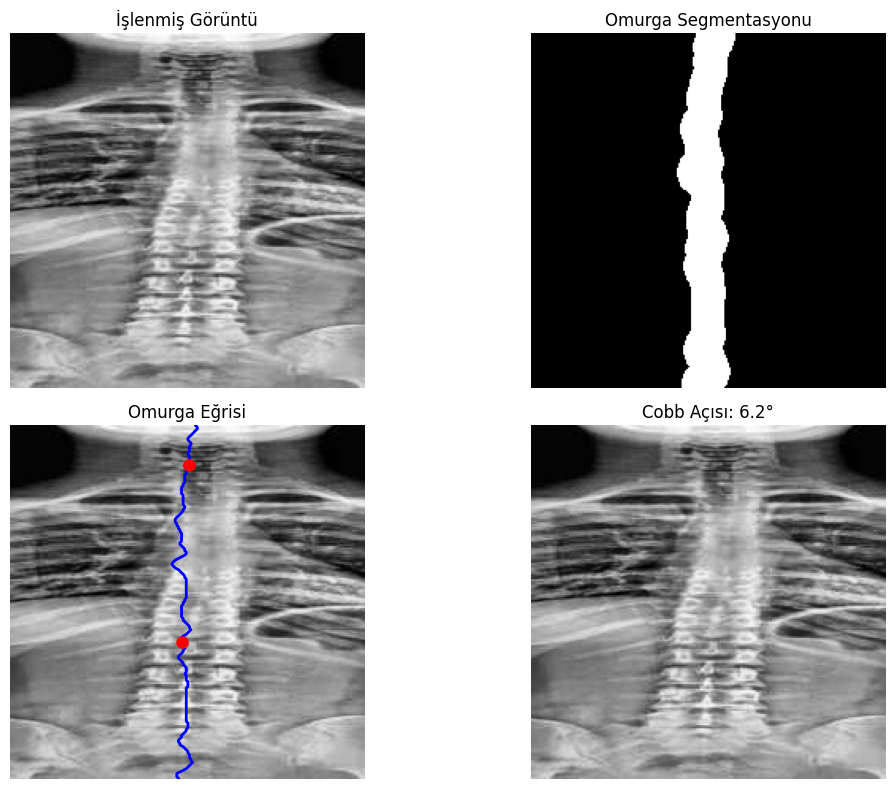 İşlenmiş Görüntü
Omurga Segmentasyonu
Omurga Eğrisi
Cobb Açısı: 6.2°